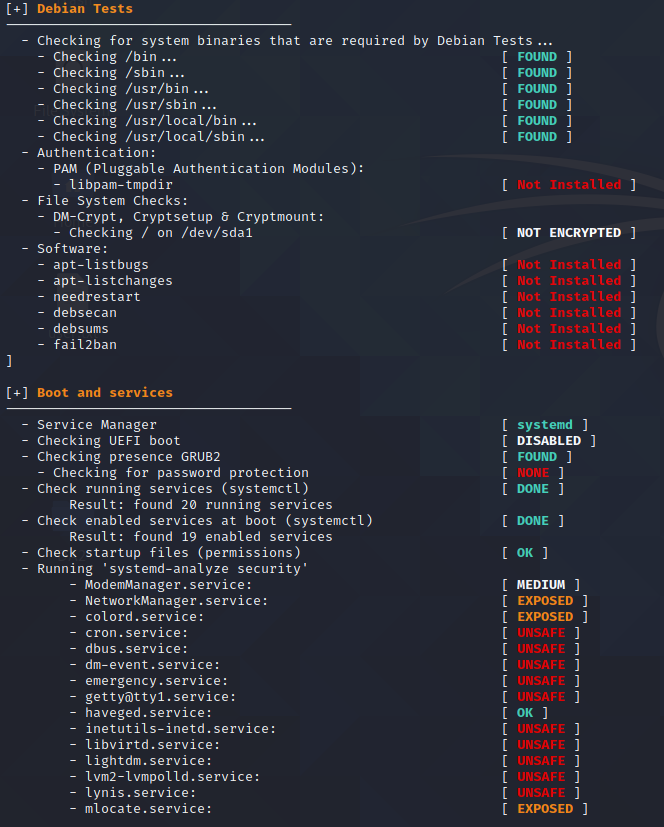 [+] Debian Tests
- Checking for system binaries that are required by Debian Tests...
- Checking /bin... [ FOUND ]
- Checking /sbin... [ FOUND ]
- Checking /usr/bin... [ FOUND ]
- Checking /usr/sbin... [ FOUND ]
- Checking /usr/local/bin... [ FOUND ]
- Checking /usr/local/sbin... [ FOUND ]
- Authentication:
- PAM (Pluggable Authentication Modules):
- libpam-tmpdir [ Not Installed ]
- File System Checks:
- DM-Crypt, Cryptsetup & Cryptmount:
- Checking / on /dev/sda1 [ NOT ENCRYPTED ]
- Software:
- apt-listbugs [ Not Installed ]
- apt-listchanges [ Not Installed ]
- needrestart [ Not Installed ]
- debsecan [ Not Installed ]
- debsums [ Not Installed ]
- fail2ban [ Not Installed ]
]
[+] Boot and services
- Service Manager [ systemd ]
- Checking UEFI boot [ DISABLED ]
- Checking presence GRUB2 [ FOUND ]
- Checking for password protection [ NONE ]
- Check running services (systemctl) [ DONE ]
Result: found 20 running services
- Check enabled services at boot (systemctl) [ DONE ]
Result: found 19 enabled services
- Check startup files (permissions) [ OK ]
- Running 'systemd-analyze security'
- ModemManager.service: [ MEDIUM ]
- NetworkManager.service: [ EXPOSED ]
- colord.service: [ EXPOSED ]
- cron.service: [ UNSAFE ]
- dbus.service: [ UNSAFE ]
- dm-event.service: [ UNSAFE ]
- emergency.service: [ UNSAFE ]
- getty@tty1.service: [ UNSAFE ]
- haveged.service: [ OK ]
- inetutils-inetd.service: [ UNSAFE ]
- libvirtd.service: [ UNSAFE ]
- lightdm.service: [ UNSAFE ]
- lvm2-lvmpolld.service: [ UNSAFE ]
- lynis.service: [ UNSAFE ]
- mlocate.service: [ EXPOSED ]